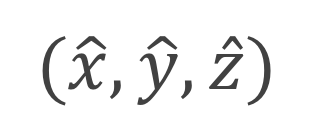 (x̂, ŷ, ẑ)